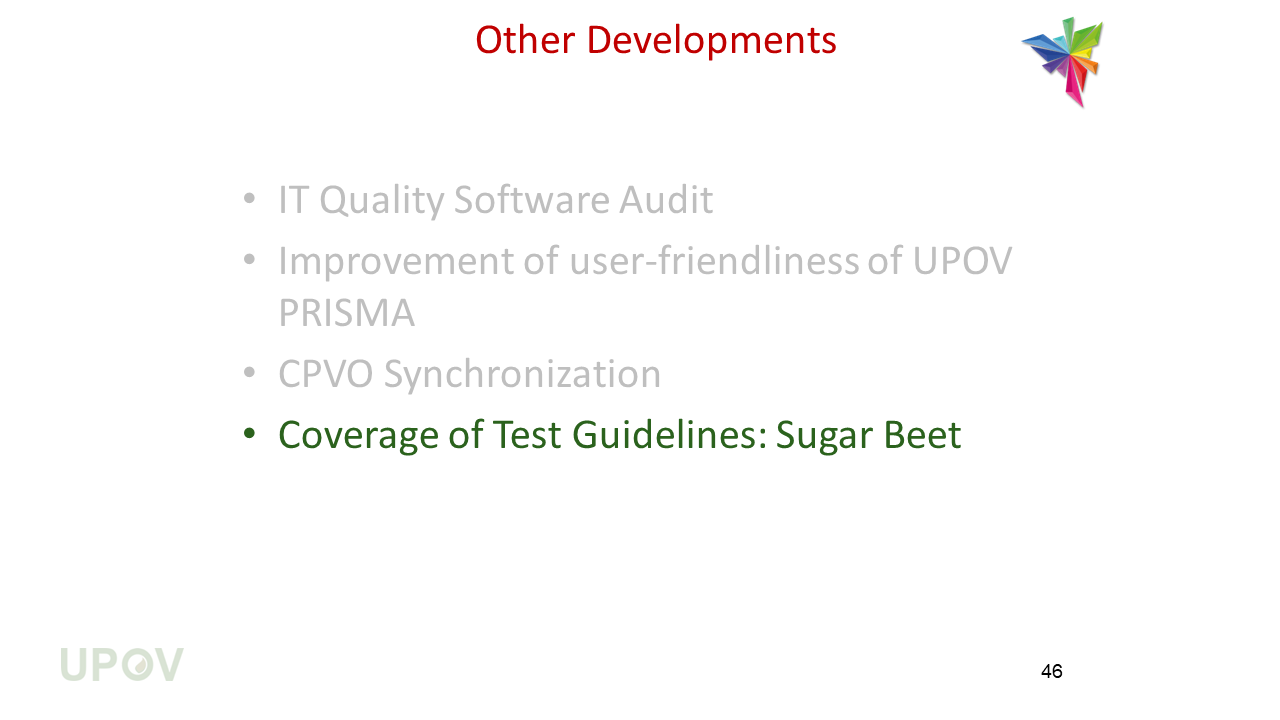 Other Developments
• IT Quality Software Audit
• Improvement of user-friendliness of UPOV
PRISMA
• CPVO Synchronization
• Coverage of Test Guidelines: Sugar Beet
UPOV
46